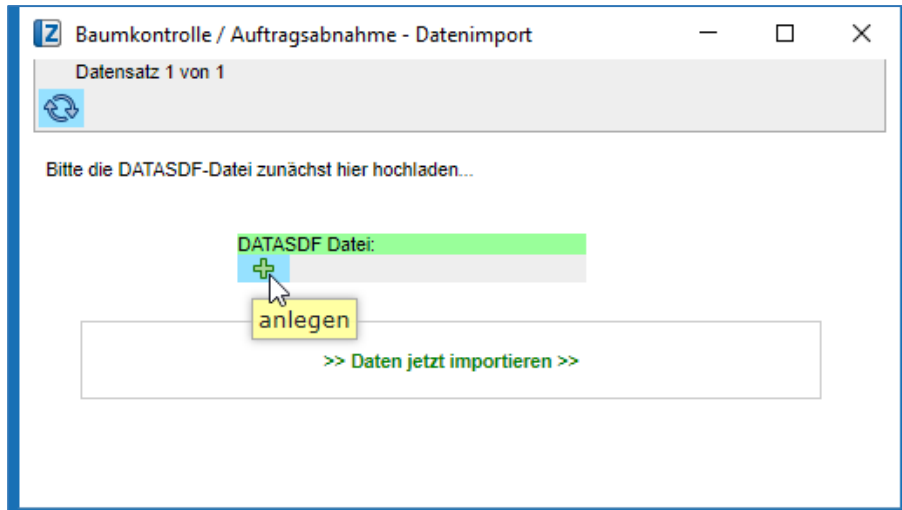 Z Baumkontrolle / Auftragsabnahme - Datenimport
Datensatz 1 von 1
Bitte die DATASDF-Datei zunächst hier hochladen...
DATASDF Datei:
anlegen
>> Daten jetzt importieren >>